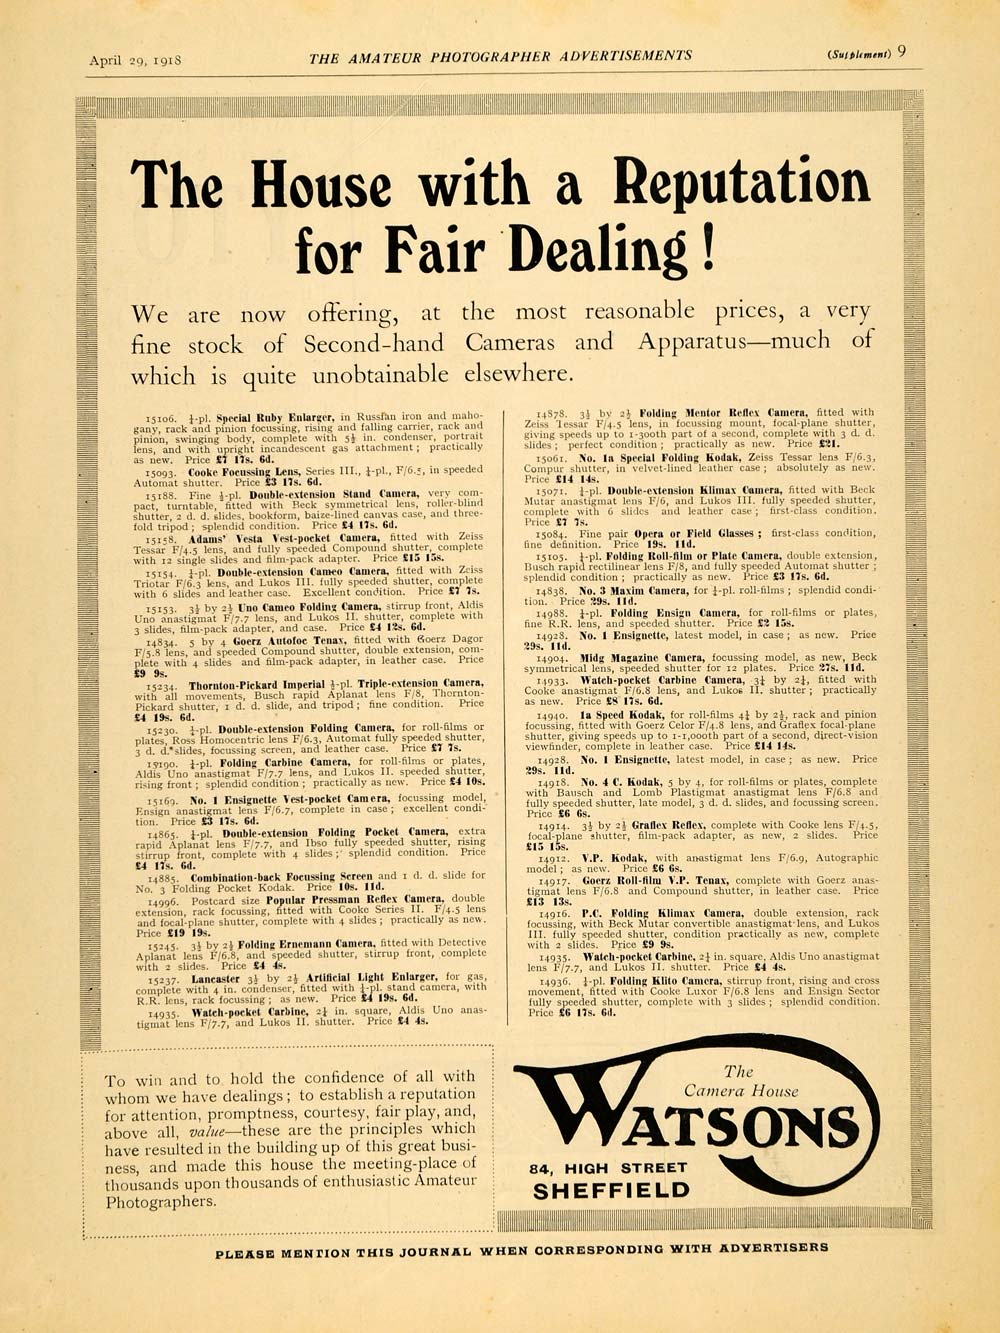 April 29, 1918
THE AMATEUR PHOTOGRAPHER ADVERTISEMENTS
(Supplement) 9
The House with a Reputation
for Fair Dealing!
We are now offering, at the most reasonable prices, a very
fine stock of Second-hand Cameras and Apparatus—much of
which is quite unobtainable elsewhere.
15106. ¼-pl. Special Ruby Enlarger, in Russian iron and maho-
gany, rack and pinion focussing, rising and falling carrier, rack and
pinion, swinging body, complete with 5½ in. condenser, portrait
lens, and with upright incandescent gas attachment; practically
as new. Price £7 17s. 6d.
15093. Cooke Focussing Lens, Series III., ¼-pl., F/6.5, in speeded
Automat shutter. Price £3 17s. 6d.
15188. Fine ½-pl. Double-extension Stand Camera, very com-
pact, turntable, fitted with Beck symmetrical lens, roller-blind
shutter, 2 d. d. slides, bookform, baize-lined canvas case, and three-
fold tripod; splendid condition. Price £4 17s. 6d.
15158. Adams' Vesta Vest-pocket Camera, fitted with Zeiss
Tessar F/4.5 lens, and fully speeded Compound shutter, complete
with 12 single slides and film-pack adapter. Price £15 15s.
15154. ¼-pl. Double-extension Cameo Camera, fitted with Zeiss
Triotar F/6.3 lens, and Lukos III. fully speeded shutter, complete
with 6 slides and leather case. Excellent condition. Price £7 7s.
15153. 3½ by 2½ Uno Cameo Folding Camera, stirrup front, Aldis
Uno anastigmat F/7.7 lens, and Lukos II. shutter, complete with
3 slides, film-pack adapter, and case. Price £4 12s. 6d.
14834. 5 by 4 Goerz Autofoc Tenax, fitted with Goerz Dagor
F/5.8 lens, and speeded Compound shutter, double extension, com-
plete with 4 slides and film-pack adapter, in leather case. Price
£9 9s.
15234. Thornton-Pickard Imperial ½-pl. Triple-extension Camera,
with all movements, Busch rapid Aplanat lens F/8, Thornton-
Pickard shutter, 1 d. d. slide, and tripod; fine condition. Price
£4 19s. 6d.
15230. ¼-pl. Double-extension Folding Camera, for roll-films or
plates, Ross Homocentric lens F/6.3, Automat fully speeded shutter,
3 d. d. slides, focussing screen, and leather case. Price £7 7s.
15190. ¼-pl. Folding Carbine Camera, for roll-films or plates,
Aldis Uno anastigmat F/7.7 lens, and Lukos II. speeded shutter,
rising front; splendid condition; practically as new. Price £4 10s.
15169. No. 1 Ensignette Vest-pocket Camera, focussing model,
Ensign anastigmat lens F/6.7, complete in case; excellent condi-
tion. Price £3 17s. 6d.
14865. ¼-pl. Double-extension Folding Pocket Camera, extra
rapid Aplanat lens F/7.7, and Ibso fully speeded shutter, rising
stirrup front, complete with 4 slides; splendid condition. Price
£4 17s. 6d.
14885. Combination-back Focussing Screen and 1 d. d. slide for
No. 3 Folding Pocket Kodak. Price 10s. 11d.
14996. Postcard size Popular Pressman Reflex Camera, double
extension, rack focussing, fitted with Cooke Series II. F/4.5 lens
and focal-plane shutter, complete with 4 slides; practically as new.
Price £19 19s.
15245. 3½ by 2½ Folding Ernemann Camera, fitted with Detective
Aplanat lens F/6.8, and speeded shutter, stirrup front, complete
with 2 slides. Price £4 4s.
15237. Lancaster 3½ by 2½ Artificial Light Enlarger, for gas,
complete with 4 in. condenser, fitted with ¼-pl. stand camera, with
R.R. lens, rack focussing; as new. Price £4 19s. 6d.
14935. Watch-pocket Carbine, 2¼ in. square, Aldis Uno anas-
tigmat lens F/7.7, and Lukos II. shutter. Price £4 4s.
14878. 3½ by 2½ Folding Mentor Reflex Camera, fitted with
Zeiss Tessar F/4.5 lens, in focussing mount, focal-plane shutter,
giving speeds up to 1-300th part of a second, complete with 3 d. d.
slides; perfect condition; practically as new. Price £21.
15061. No. 1a Special Folding Kodak, Zeiss Tessar lens F/6.3,
Compur shutter, in velvet-lined leather case; absolutely as new.
Price £14 14s.
15071. ¼-pl. Double-extension Klimax Camera, fitted with Beck
Mutar anastigmat lens F/6, and Lukos III. fully speeded shutter,
complete with 6 slides and leather case; first-class condition.
Price £7 7s.
15084. Fine pair Opera or Field Glasses; first-class condition,
fine definition. Price 19s. 11d.
15105. ¼-pl. Folding Roll-film or Plate Camera, double extension,
Busch rapid rectilinear lens F/8, and fully speeded Automat shutter;
splendid condition; practically as new. Price £3 17s. 6d.
14838. No. 3 Maxim Camera, for ¼-pl. roll-films; splendid condi-
tion. Price 29s. 11d.
14988. ¼-pl. Folding Ensign Camera, for roll-films or plates,
fine R.R. lens, and speeded shutter. Price £2 15s.
14928. No. 1 Ensignette, latest model, in case; as new. Price
29s. 11d.
14904. Midg Magazine Camera, focussing model, as new, Beck
symmetrical lens, speeded shutter for 12 plates. Price 27s. 11d.
14933. Watch-pocket Carbine Camera, 3¼ by 2¼, fitted with
Cooke anastigmat F/6.8 lens, and Lukos II. shutter; practically
as new. Price £8 17s. 6d.
14940. 1a Speed Kodak, for roll-films 4¼ by 2½, rack and pinion
focussing, fitted with Goerz Celor F/4.8 lens, and Graflex focal-plane
shutter, giving speeds up to 1-1,000th part of a second, direct-vision
viewfinder, complete in leather case. Price £14 14s.
14928. No. 1 Ensignette, latest model, in case; as new. Price
29s. 11d.
14918. No. 4 C. Kodak, 5 by 4, for roll-films or plates, complete
with Bausch and Lomb Plastigmat anastigmat lens F/6.8 and
fully speeded shutter, late model, 3 d. d. slides, and focussing screen.
Price £6 6s.
14914. 3½ by 2½ Graflex Reflex, complete with Cooke lens F/4.5,
focal-plane shutter, film-pack adapter, as new, 2 slides. Price
£15 15s.
14912. V.P. Kodak, with anastigmat lens F/6.9, Autographic
model; as new. Price £6 6s.
14917. Goerz Roll-film V.P. Tenax, complete with Goerz anas-
tigmat lens F/6.8 and Compound shutter, in leather case. Price
£13 13s.
14916. P.C. Folding Klimax Camera, double extension, rack
focussing, with Beck Mutar convertible anastigmat lens, and Lukos
III. fully speeded shutter, condition practically as new, complete
with 2 slides. Price £9 9s.
14935. Watch-pocket Carbine, 2¼ in. square, Aldis Uno anastigmat
lens F/7.7, and Lukos II. shutter. Price £4 4s.
14936. ¼-pl. Folding Klito Camera, stirrup front, rising and cross
movement, fitted with Cooke Luxor F/6.8 lens and Ensign Sector
fully speeded shutter, complete with 3 slides; splendid condition.
Price £6 17s. 6d.
To win and to hold the confidence of all with
whom we have dealings; to establish a reputation
for attention, promptness, courtesy, fair play, and,
above all, value—these are the principles which
have resulted in the building up of this great busi-
ness, and made this house the meeting-place of
thousands upon thousands of enthusiastic Amateur
Photographers.
The
Camera House
WATSONS
84, HIGH STREET
SHEFFIELD
PLEASE MENTION THIS JOURNAL WHEN CORRESPONDING WITH ADVERTISERS